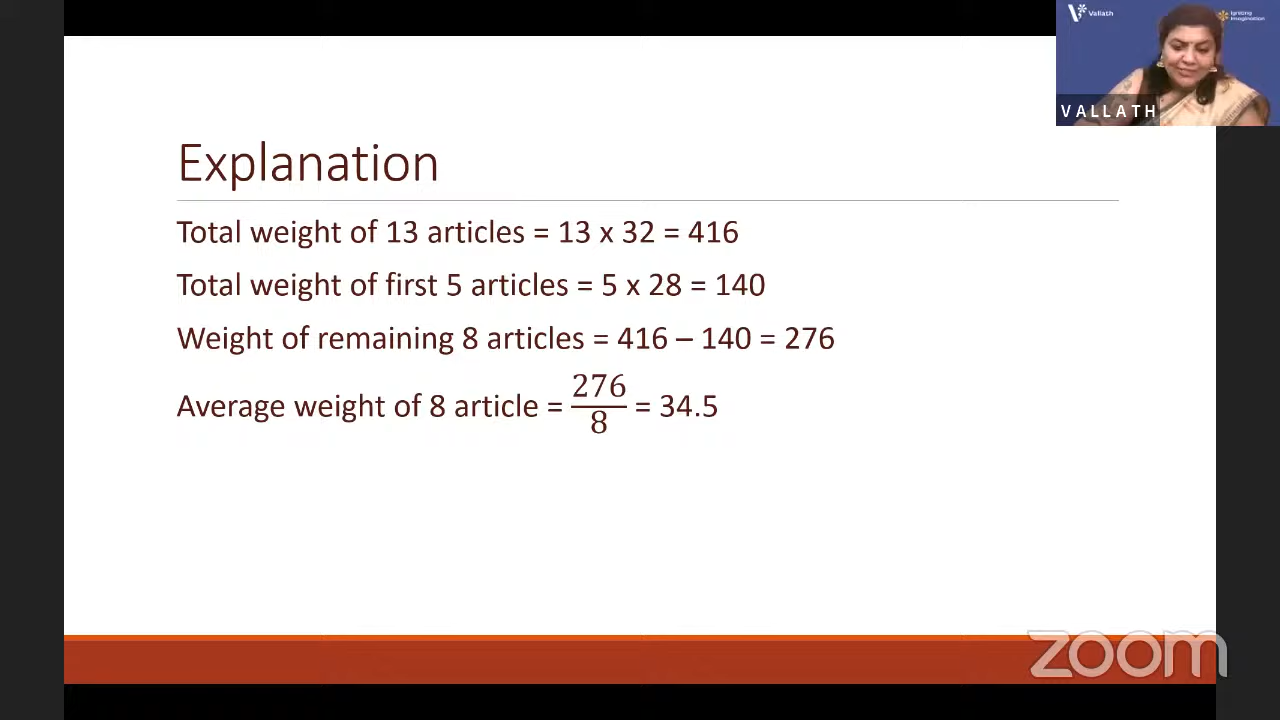 Vallath
Igniting
Imagination
VALLATH
Explanation
Total weight of 13 articles = 13 x 32 = 416
Total weight of first 5 articles = 5 x 28 = 140
Weight of remaining 8 articles = 416 – 140 = 276
Average weight of 8 article = 276/8 = 34.5
zoom